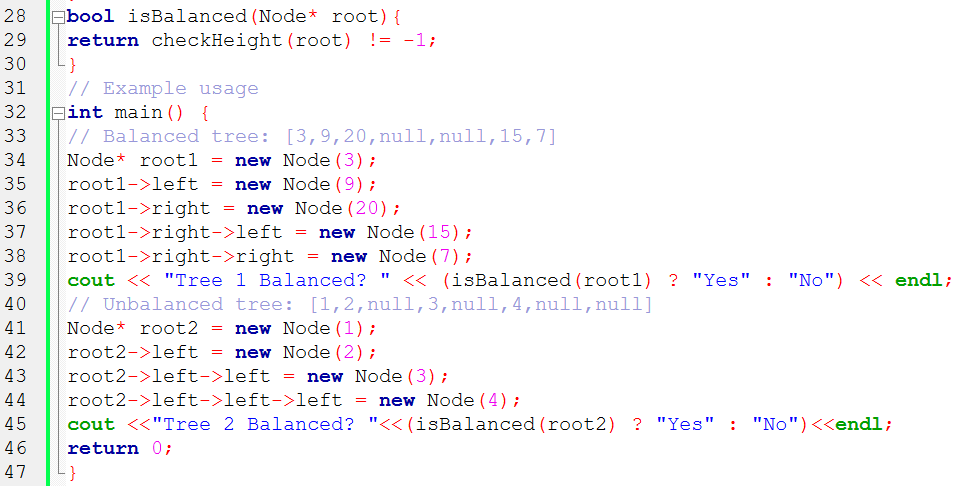 28 bool isBalanced(Node* root){
29 return checkHeight(root) != -1;
30 }
31 // Example usage
32 int main() {
33 // Balanced tree: [3,9,20,null,null,15,7]
34 Node* root1 = new Node(3);
35 root1->left = new Node(9);
36 root1->right = new Node(20);
37 root1->right->left = new Node(15);
38 root1->right->right = new Node(7);
39 cout << "Tree 1 Balanced? " << (isBalanced(root1) ? "Yes" : "No") << endl;
40 // Unbalanced tree: [1,2,null,3,null,4,null,null]
41 Node* root2 = new Node(1);
42 root2->left = new Node(2);
43 root2->left->left = new Node(3);
44 root2->left->left->left = new Node(4);
45 cout <<"Tree 2 Balanced? "<<(isBalanced(root2) ? "Yes" : "No")<<endl;
46 return 0;
47 }